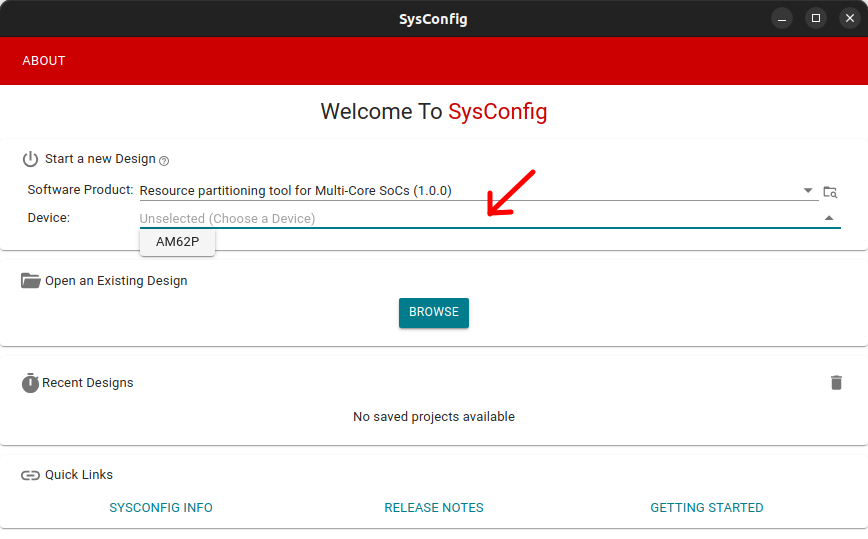 SysConfig
ABOUT
Welcome To SysConfig
Start a new Design
Software Product: Resource partitioning tool for Multi-Core SoCs (1.0.0)
Device: Unselected (Choose a Device)
AM62P
Open an Existing Design
BROWSE
Recent Designs
No saved projects available
Quick Links
SYSCONFIG INFO RELEASE NOTES GETTING STARTED